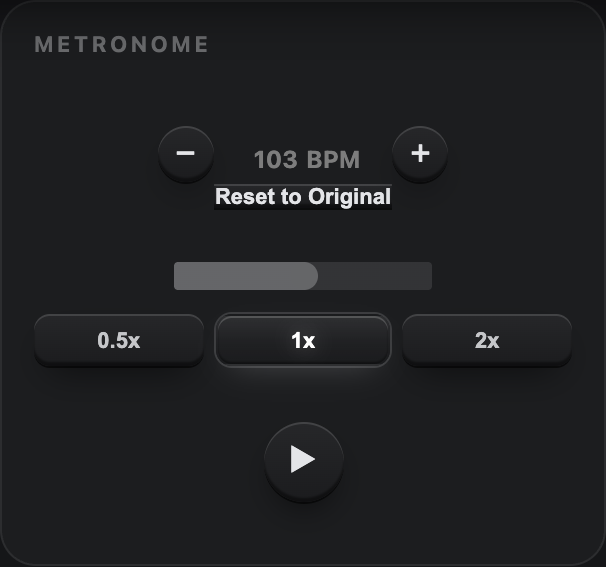 METRONOME
− 103 BPM +
Reset to Original
0.5x 1x 2x